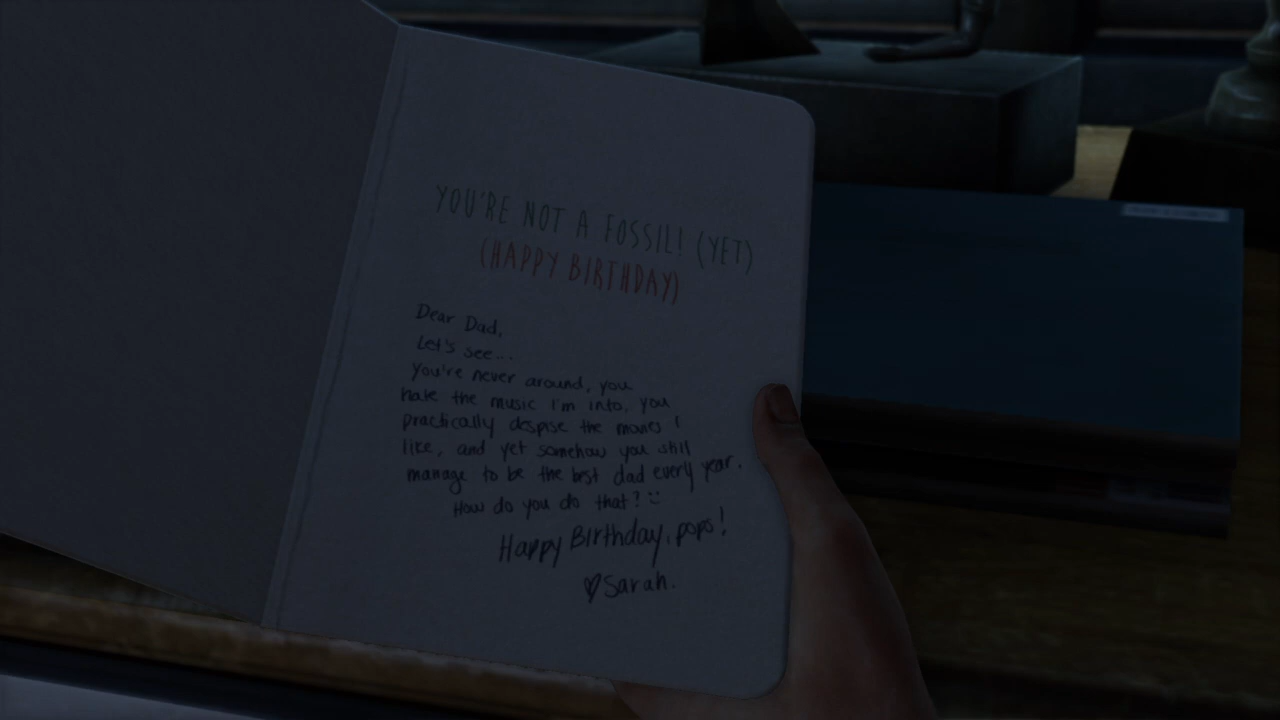 YOU'RE NOT A FOSSIL! (YET)
(HAPPY BIRTHDAY)
Dear Dad,
Let's see...
You're never around, you
hate the music I'm into, you
practically despise the movies I
like, and yet somehow you still
manage to be the best dad every year.
How do you do that? :)
Happy Birthday, pops!
♡Sarah.